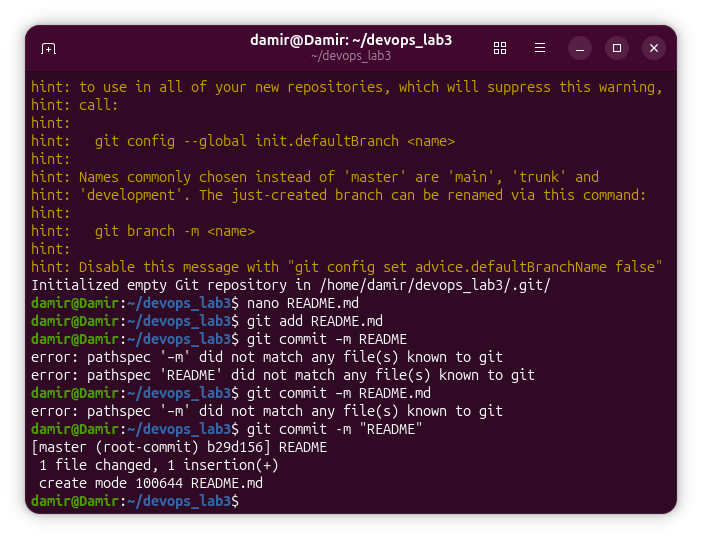 damir@Damir: ~/devops_lab3
~/devops_lab3
hint: to use in all of your new repositories, which will suppress this warning,
hint: call:
hint:
hint:   git config --global init.defaultBranch <name>
hint:
hint: Names commonly chosen instead of 'master' are 'main', 'trunk' and
hint: 'development'. The just-created branch can be renamed via this command:
hint:
hint:   git branch -m <name>
hint:
hint: Disable this message with "git config set advice.defaultBranchName false"
Initialized empty Git repository in /home/damir/devops_lab3/.git/
damir@Damir:~/devops_lab3$ nano README.md
damir@Damir:~/devops_lab3$ git add README.md
damir@Damir:~/devops_lab3$ git commit –m README
error: pathspec '–m' did not match any file(s) known to git
error: pathspec 'README' did not match any file(s) known to git
damir@Damir:~/devops_lab3$ git commit –m README.md
error: pathspec '–m' did not match any file(s) known to git
damir@Damir:~/devops_lab3$ git commit -m "README"
[master (root-commit) b29d156] README
 1 file changed, 1 insertion(+)
 create mode 100644 README.md
damir@Damir:~/devops_lab3$